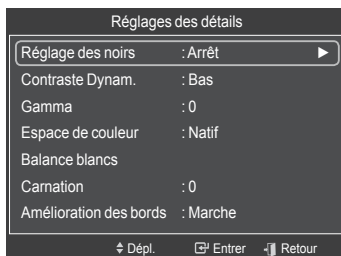 Réglages des détails
Réglage des noirs : Arrêt ►
Contraste Dynam. : Bas
Gamma : 0
Espace de couleur : Natif
Balance blancs
Carnation : 0
Amélioration des bords : Marche
Dépl. Entrer Retour